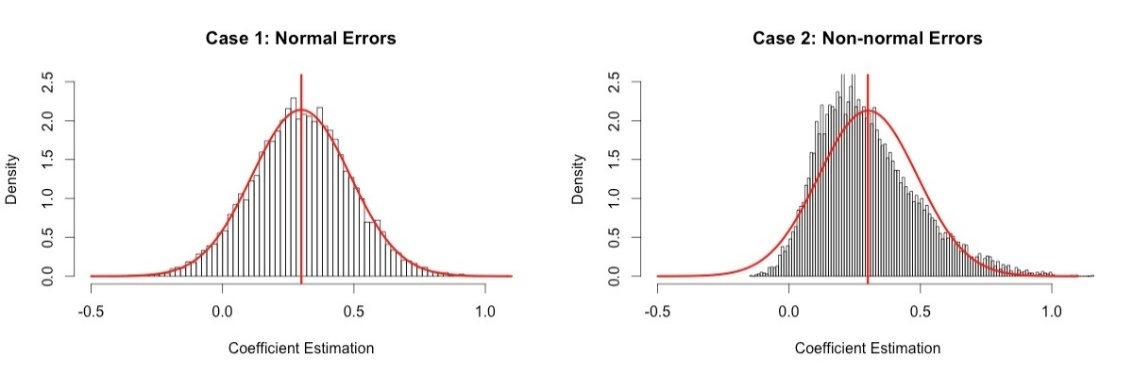 Case 1: Normal Errors
Density
2.5
2.0
1.5
1.0
0.5
0.0
-0.5 0.0 0.5 1.0
Coefficient Estimation
Case 2: Non-normal Errors
Density
2.5
2.0
1.5
1.0
0.5
0.0
-0.5 0.0 0.5 1.0
Coefficient Estimation